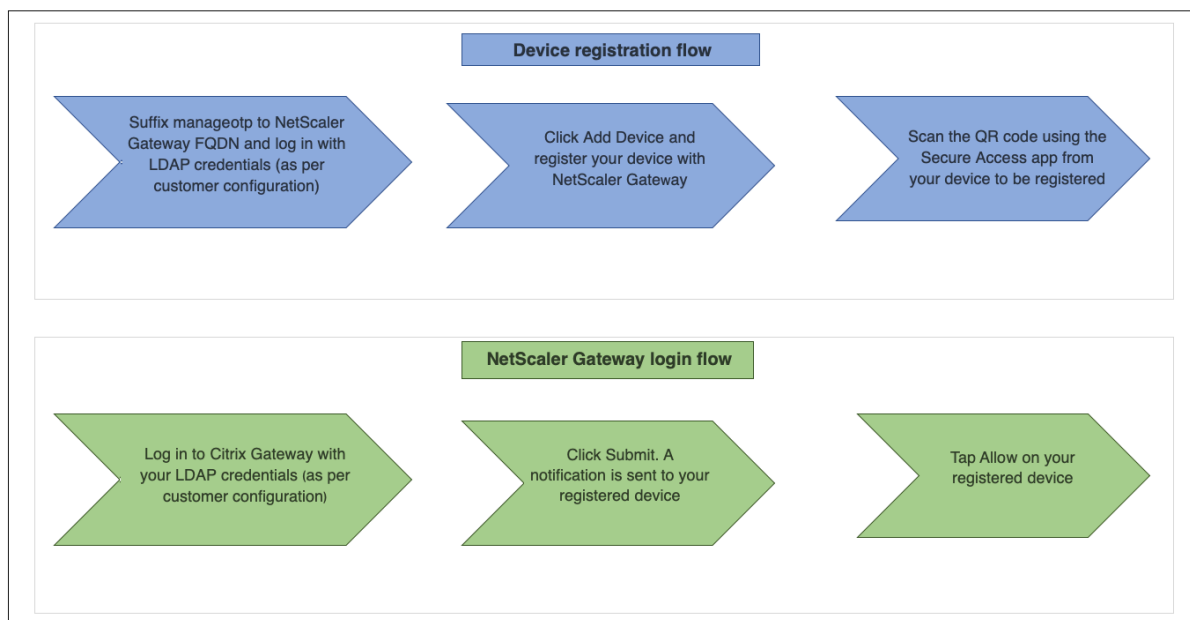 Device registration flow
Suffix manageotp to NetScaler
Gateway FQDN and log in with
LDAP credentials (as per
customer configuration)
Click Add Device and
register your device with
NetScaler Gateway
Scan the QR code using the
Secure Access app from
your device to be registered
NetScaler Gateway login flow
Log in to Citrix Gateway with
your LDAP credentials (as per
customer configuration)
Click Submit. A
notification is sent to your
registered device
Tap Allow on your
registered device